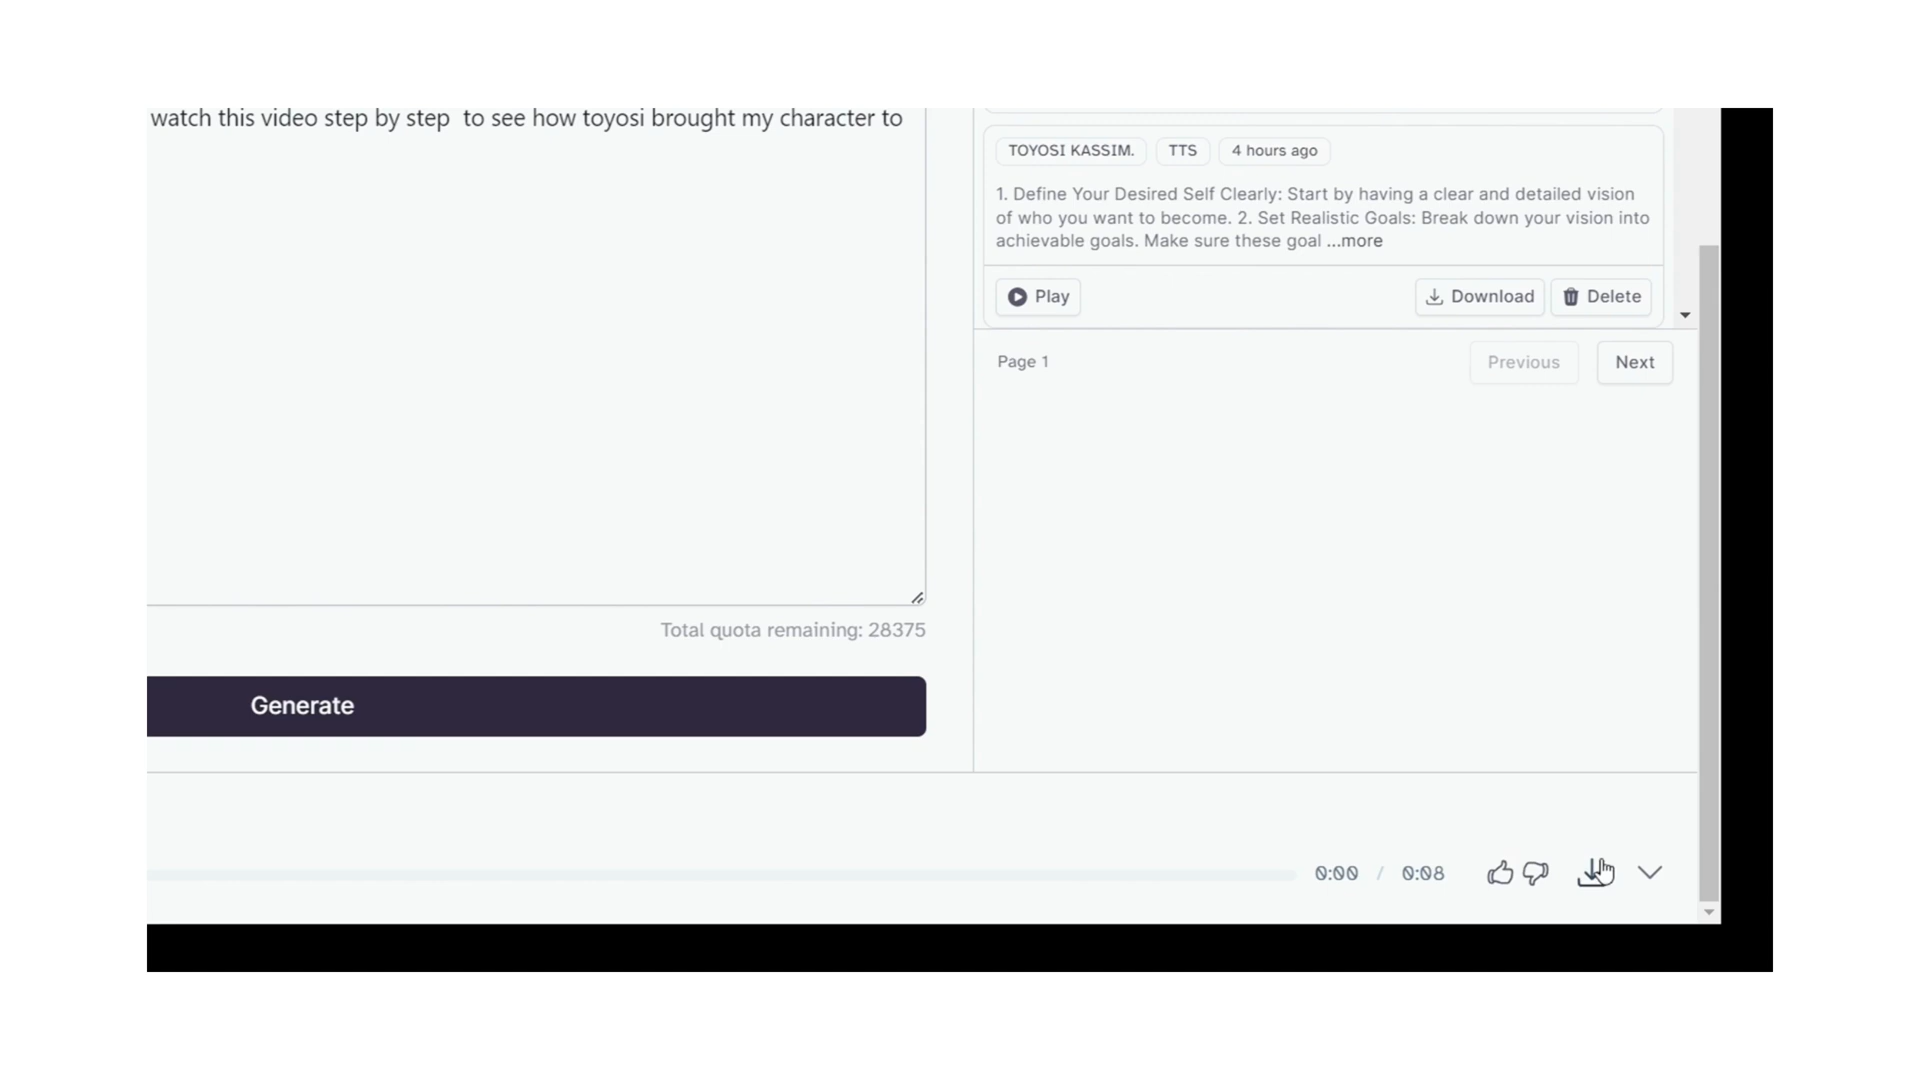 watch this video step by step  to see how toyosi brought my character to
Total quota remaining: 28375
Generate
TOYOSI KASSIM. TTS 4 hours ago
1. Define Your Desired Self Clearly: Start by having a clear and detailed vision
of who you want to become. 2. Set Realistic Goals: Break down your vision into
achievable goals. Make sure these goal ...more
Play Download Delete
Page 1 Previous Next
0:00 / 0:08